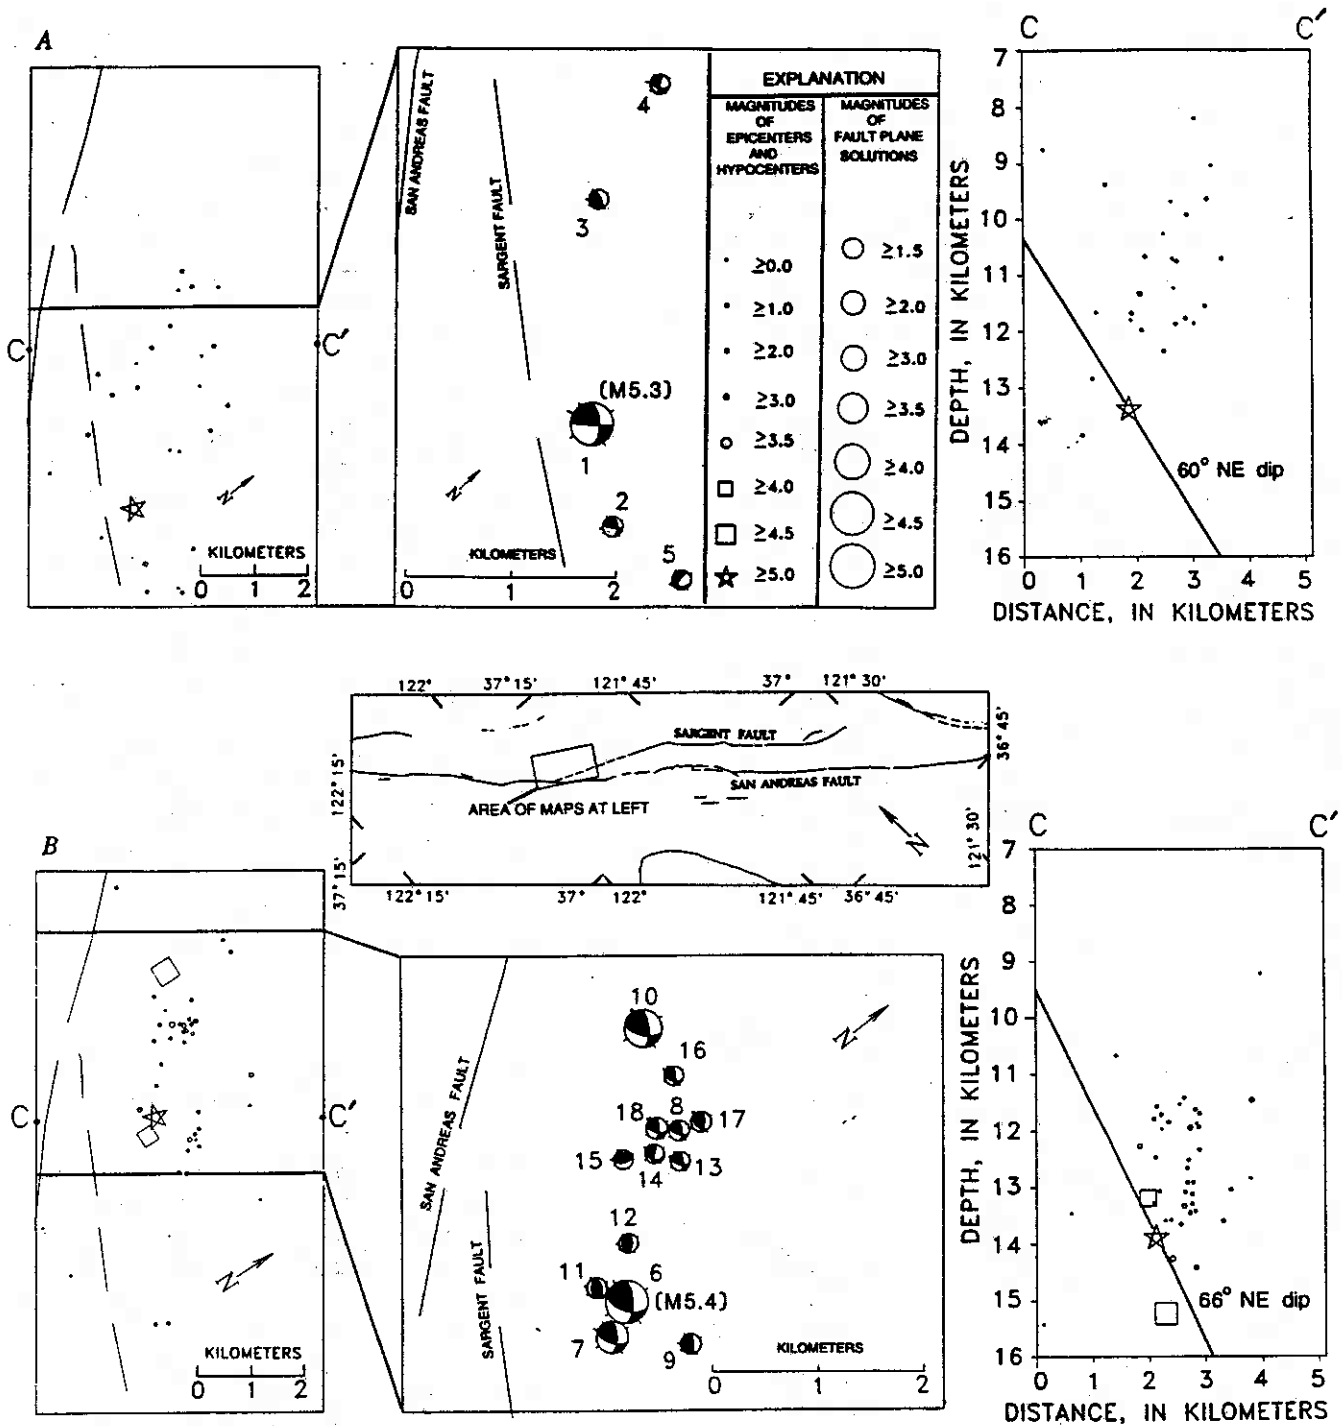 A
C
C'
N
KILOMETERS
0 1 2
SAN ANDREAS FAULT
SARGENT FAULT
4
3
(M5.3)
1
2
5
N
KILOMETERS
0 1 2
EXPLANATION
MAGNITUDES OF EPICENTERS AND HYPOCENTERS
≥0.0
≥1.0
≥2.0
≥3.0
≥3.5
≥4.0
≥4.5
≥5.0
MAGNITUDES OF FAULT PLANE SOLUTIONS
≥1.5
≥2.0
≥3.0
≥3.5
≥4.0
≥4.5
≥5.0
C C'
7
8
9
10
11
12
13
14
15
16
DEPTH, IN KILOMETERS
60° NE dip
0 1 2 3 4 5
DISTANCE, IN KILOMETERS
122° 37°15' 121°45' 37° 121°30'
36°45'
122°15'
SARGENT FAULT
SAN ANDREAS FAULT
AREA OF MAPS AT LEFT
N
121°30'
37°15'
122°15' 37° 122° 121°45' 36°45'
B
C
C'
N
KILOMETERS
0 1 2
SAN ANDREAS FAULT
SARGENT FAULT
10
16
18 8 17
15 14 13
12
11 6
(M5.4)
7 9
N
KILOMETERS
0 1 2
C C'
7
8
9
10
11
12
13
14
15
16
DEPTH, IN KILOMETERS
66° NE dip
0 1 2 3 4 5
DISTANCE, IN KILOMETERS